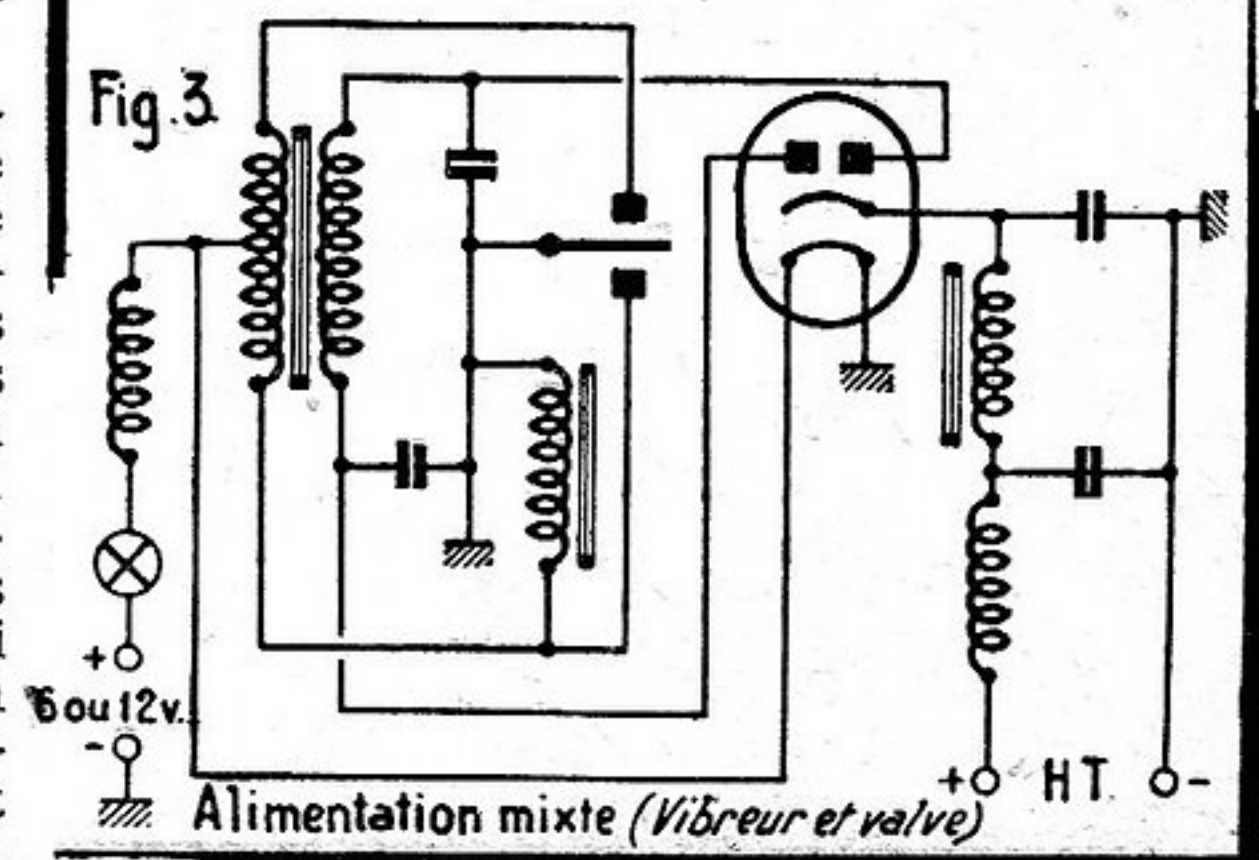 Fig.3
+
6 ou 12v.
-
+ HT -
Alimentation mixte (Vibreur et valve)